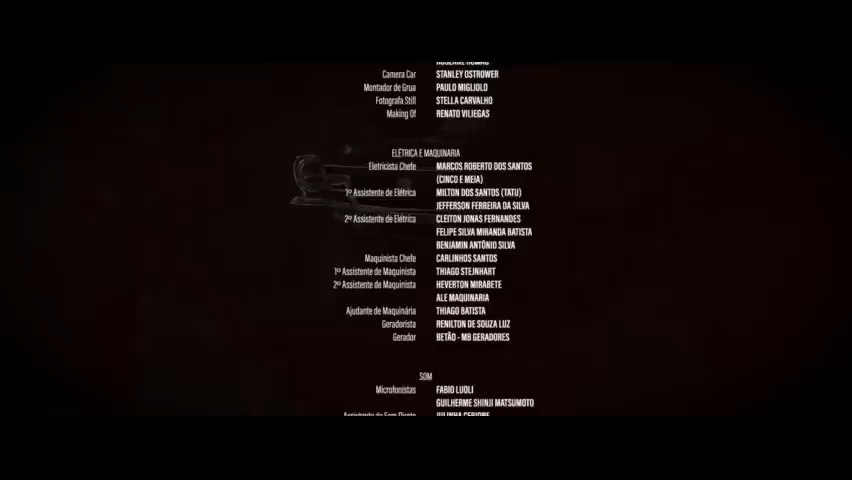 Camera Car STANLEY OSTROWER
Montador de Grua PAULO MIGLIOLO
Fotografa Still STELLA CARVALHO
Making Of RENATO VILIEGAS
ELÉTRICA E MAQUINARIA
Eletricista Chefe MARCOS ROBERTO DOS SANTOS
(CINCO E MEIA)
1º Assistente de Elétrica MILTON DOS SANTOS (TATU)
JEFFERSON FERREIRA DA SILVA
2º Assistente de Elétrica CLEITON JONAS FERNANDES
FELIPE SILVA MIRANDA BATISTA
BENJAMIN ANTÔNIO SILVA
Maquinista Chefe CARLINHOS SANTOS
1º Assistente de Maquinista THIAGO STEJNHART
2º Assistente de Maquinista HEVERTON MIRABETE
ALE MAQUINARIA
Ajudante de Maquinária THIAGO BATISTA
Geradorista RENILTON DE SOUZA LUZ
Gerador BETÃO - MB GERADORES
SOM
Microfonistas FABIO LUOLI
GUILHERME SHINJI MATSUMOTO
Assistente de Som Direto